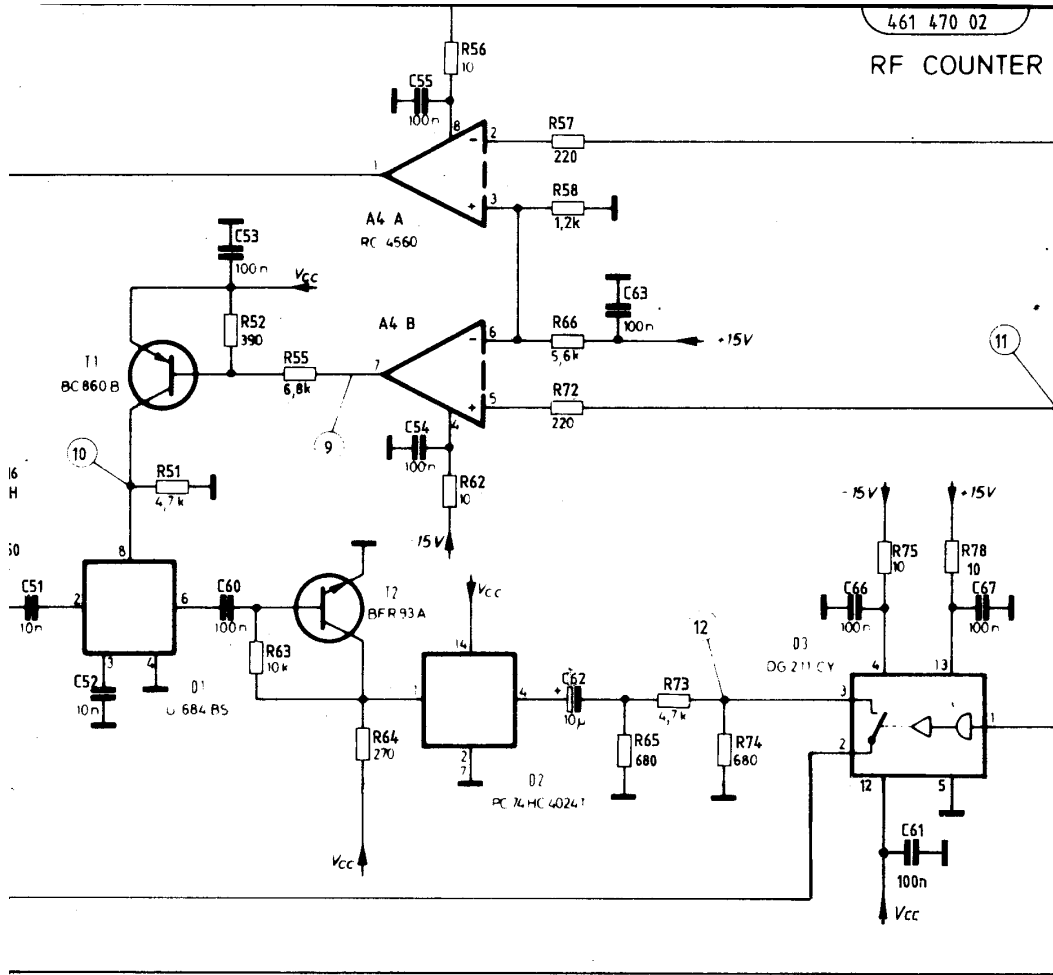 461 470 02
RF COUNTER
R56
10
C55
100n
8
2
R57
220
-
1
3
R58
1,2k
+
A4 A
RC 4560
C53
100n
Vcc
C63
100n
R52
390
A4 B
6
R66
5,6k
+15V
-
T1
BC 860 B
R55
6,8k
7
11
R72
220
+
5
4
C54
100n
9
10
R51
4,7k
R62
10
-15V
-15V
+15V
8
R75
10
R78
10
C51
10n
2
6
C60
100n
T2
BFR 93A
Vcc
C66
100n
C67
100n
3
4
R63
10k
14
12
D3
DG 211 CY
4
13
C52
10n
D1
684 BS
1
4
C62
+
10µ
R73
4,7k
3
1
R64
270
R65
680
R74
680
2
2
7
D2
PC 74 HC 4024 T
12
5
Vcc
C61
100n
Vcc